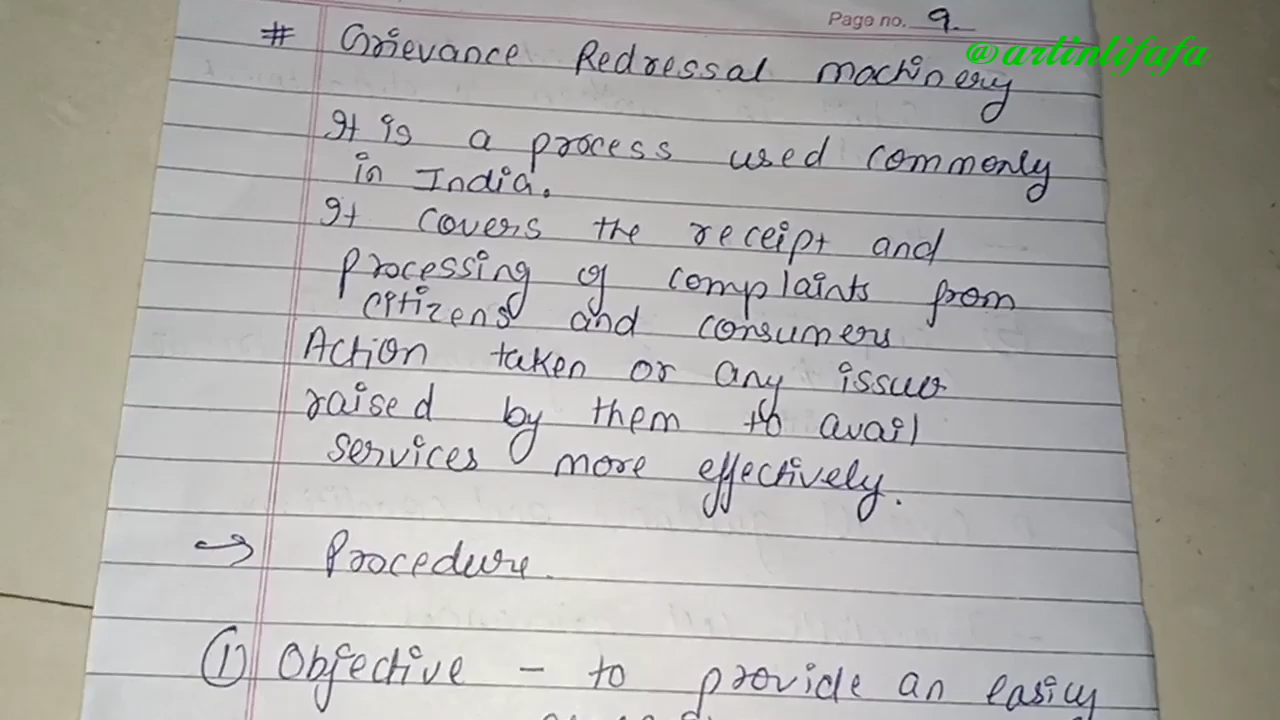 Page no. 9.
@artinlifafa
# Grievance Redressal machinery
It is a process used commonly
in India.
It covers the receipt and
processing of complaints from
citizens and consumers
Action taken or any issue
raised by them to avail
services more effectively.
→ Procedure.
① Objective - to provide an easily